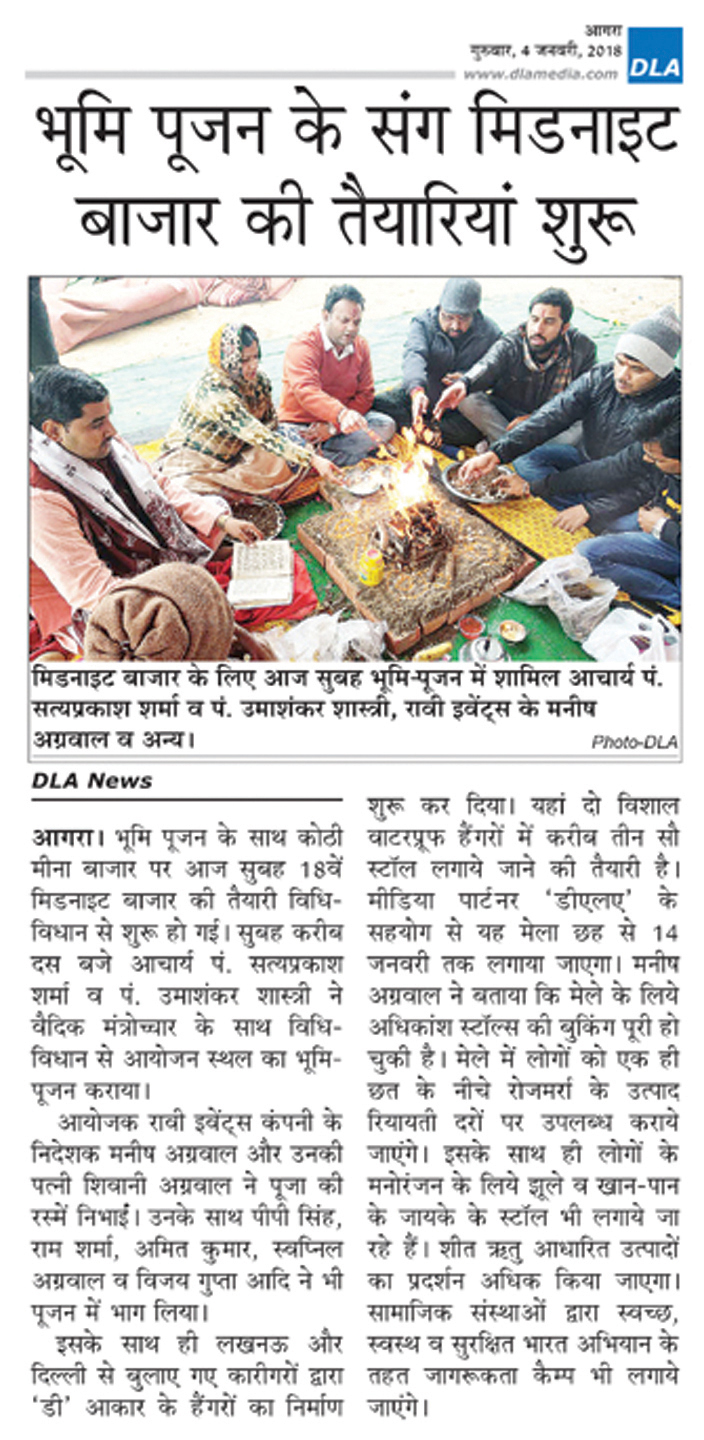 आगरा
गुरुवार, 4 जनवरी, 2018
www.dlamedia.com
DLA
भूमि पूजन के संग मिडनाइट
बाजार की तैयारियां शुरू
मिडनाइट बाजार के लिए आज सुबह भूमि-पूजन में शामिल आचार्य पं.
सत्यप्रकाश शर्मा व पं. उमाशंकर शास्त्री, रावी इवेंट्स के मनीष
अग्रवाल व अन्य।
Photo-DLA
DLA News
आगरा। भूमि पूजन के साथ कोठी
मीना बाजार पर आज सुबह 18वें
मिडनाइट बाजार की तैयारी विधि-
विधान से शुरू हो गई। सुबह करीब
दस बजे आचार्य पं. सत्यप्रकाश
शर्मा व पं. उमाशंकर शास्त्री ने
वैदिक मंत्रोच्चार के साथ विधि-
विधान से आयोजन स्थल का भूमि-
पूजन कराया।
आयोजक रावी इवेंट्स कंपनी के
निदेशक मनीष अग्रवाल और उनकी
पत्नी शिवानी अग्रवाल ने पूजा की
रस्में निभाईं। उनके साथ पीपी सिंह,
राम शर्मा, अमित कुमार, स्वप्निल
अग्रवाल व विजय गुप्ता आदि ने भी
पूजन में भाग लिया।
इसके साथ ही लखनऊ और
दिल्ली से बुलाए गए कारीगरों द्वारा
‘डी’ आकार के हैंगरों का निर्माण
शुरू कर दिया। यहां दो विशाल
वाटरप्रूफ हैंगरों में करीब तीन सौ
स्टॉल लगाये जाने की तैयारी है।
मीडिया पार्टनर ‘डीएलए’ के
सहयोग से यह मेला छह से 14
जनवरी तक लगाया जाएगा। मनीष
अग्रवाल ने बताया कि मेले के लिये
अधिकांश स्टॉल्स की बुकिंग पूरी हो
चुकी है। मेले में लोगों को एक ही
छत के नीचे रोजमर्रा के उत्पाद
रियायती दरों पर उपलब्ध कराये
जाएंगे। इसके साथ ही लोगों के
मनोरंजन के लिये झूले व खान-पान
के जायके के स्टॉल भी लगाये जा
रहे हैं। शीत ऋतु आधारित उत्पादों
का प्रदर्शन अधिक किया जाएगा।
सामाजिक संस्थाओं द्वारा स्वच्छ,
स्वस्थ व सुरक्षित भारत अभियान के
तहत जागरूकता कैम्प भी लगाये
जाएंगे।